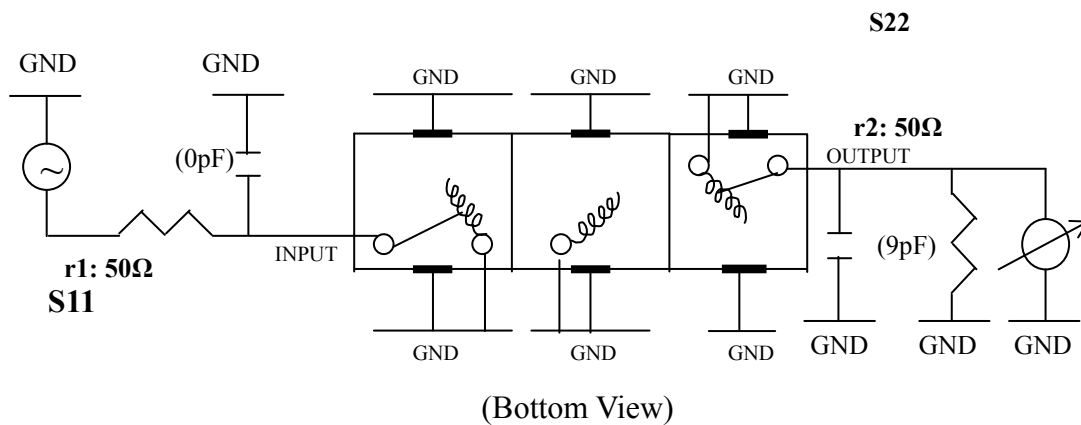 S22
GND
GND
GND
GND
GND
r2: 50Ω
(0pF)
OUTPUT
INPUT
(9pF)
r1: 50Ω
S11
GND
GND
GND
GND
GND
GND
(Bottom View)